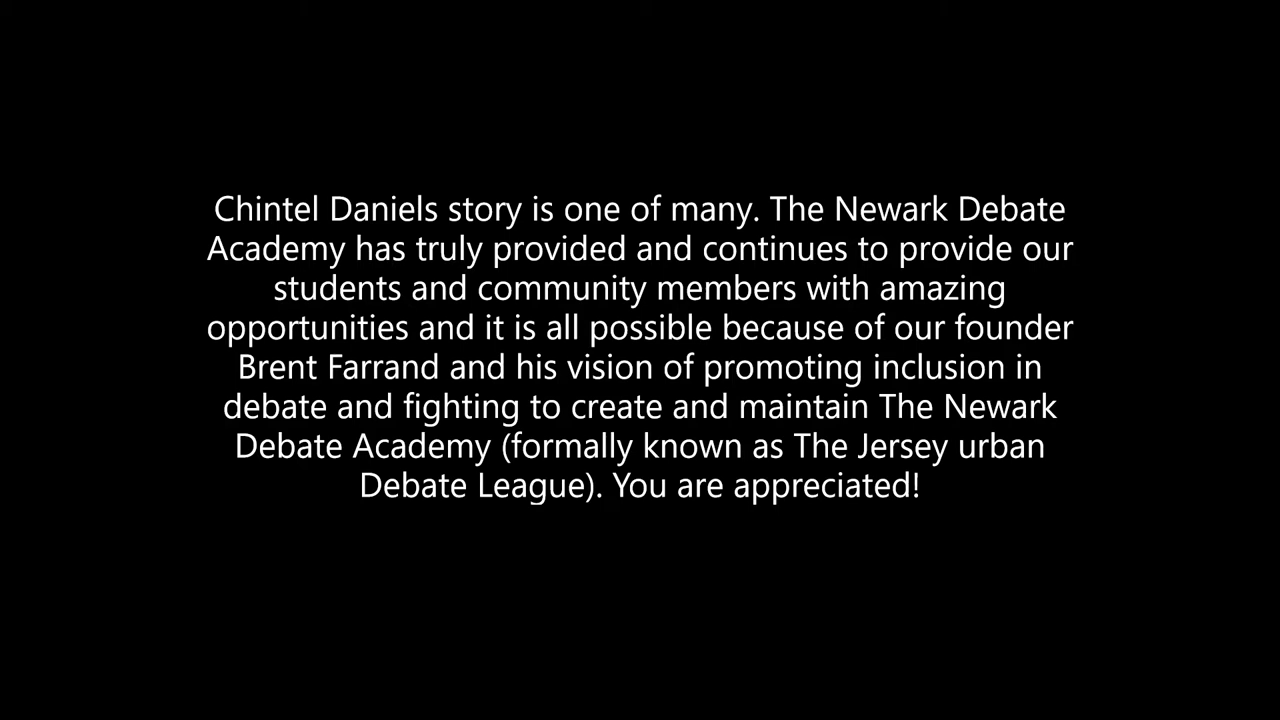 Chintel Daniels story is one of many. The Newark Debate
Academy has truly provided and continues to provide our
students and community members with amazing
opportunities and it is all possible because of our founder
Brent Farrand and his vision of promoting inclusion in
debate and fighting to create and maintain The Newark
Debate Academy (formally known as The Jersey urban
Debate League). You are appreciated!